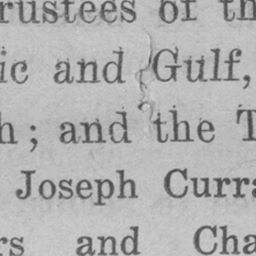 rustees of th
ic and Gulf,
h; and the T
Joseph Curra
rs and Cha